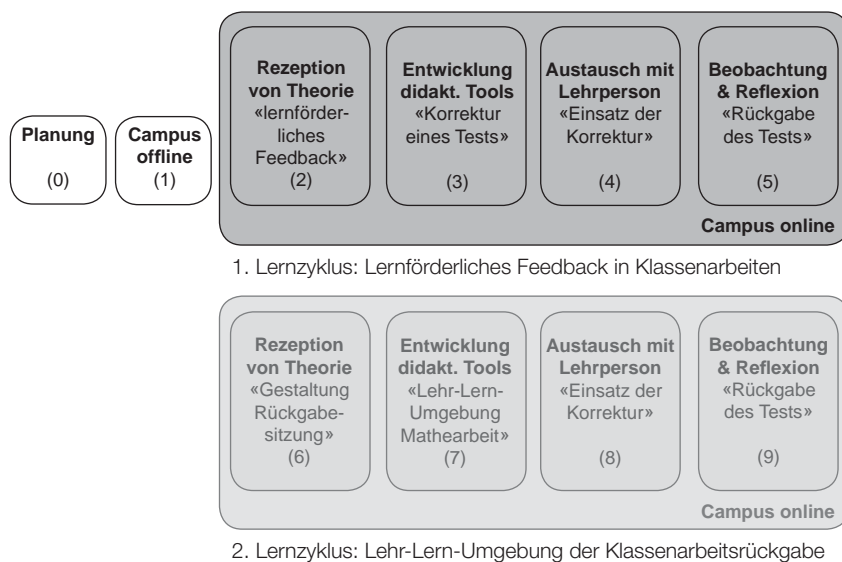 Planung
(0)
Campus
offline
(1)
Rezeption
von Theorie
«lernförder-
liches
Feedback»
(2)
Entwicklung
didakt. Tools
«Korrektur
eines Tests»
(3)
Austausch mit
Lehrperson
«Einsatz der
Korrektur»
(4)
Beobachtung
& Reflexion
«Rückgabe
des Tests»
(5)
Campus online
1. Lernzyklus: Lernförderliches Feedback in Klassenarbeiten
Rezeption
von Theorie
«Gestaltung
Rückgabe-
sitzung»
(6)
Entwicklung
didakt. Tools
«Lehr-Lern-
Umgebung
Mathearbeit»
(7)
Austausch mit
Lehrperson
«Einsatz der
Korrektur»
(8)
Beobachtung
& Reflexion
«Rückgabe
des Tests»
(9)
Campus online
2. Lernzyklus: Lehr-Lern-Umgebung der Klassenarbeitsrückgabe